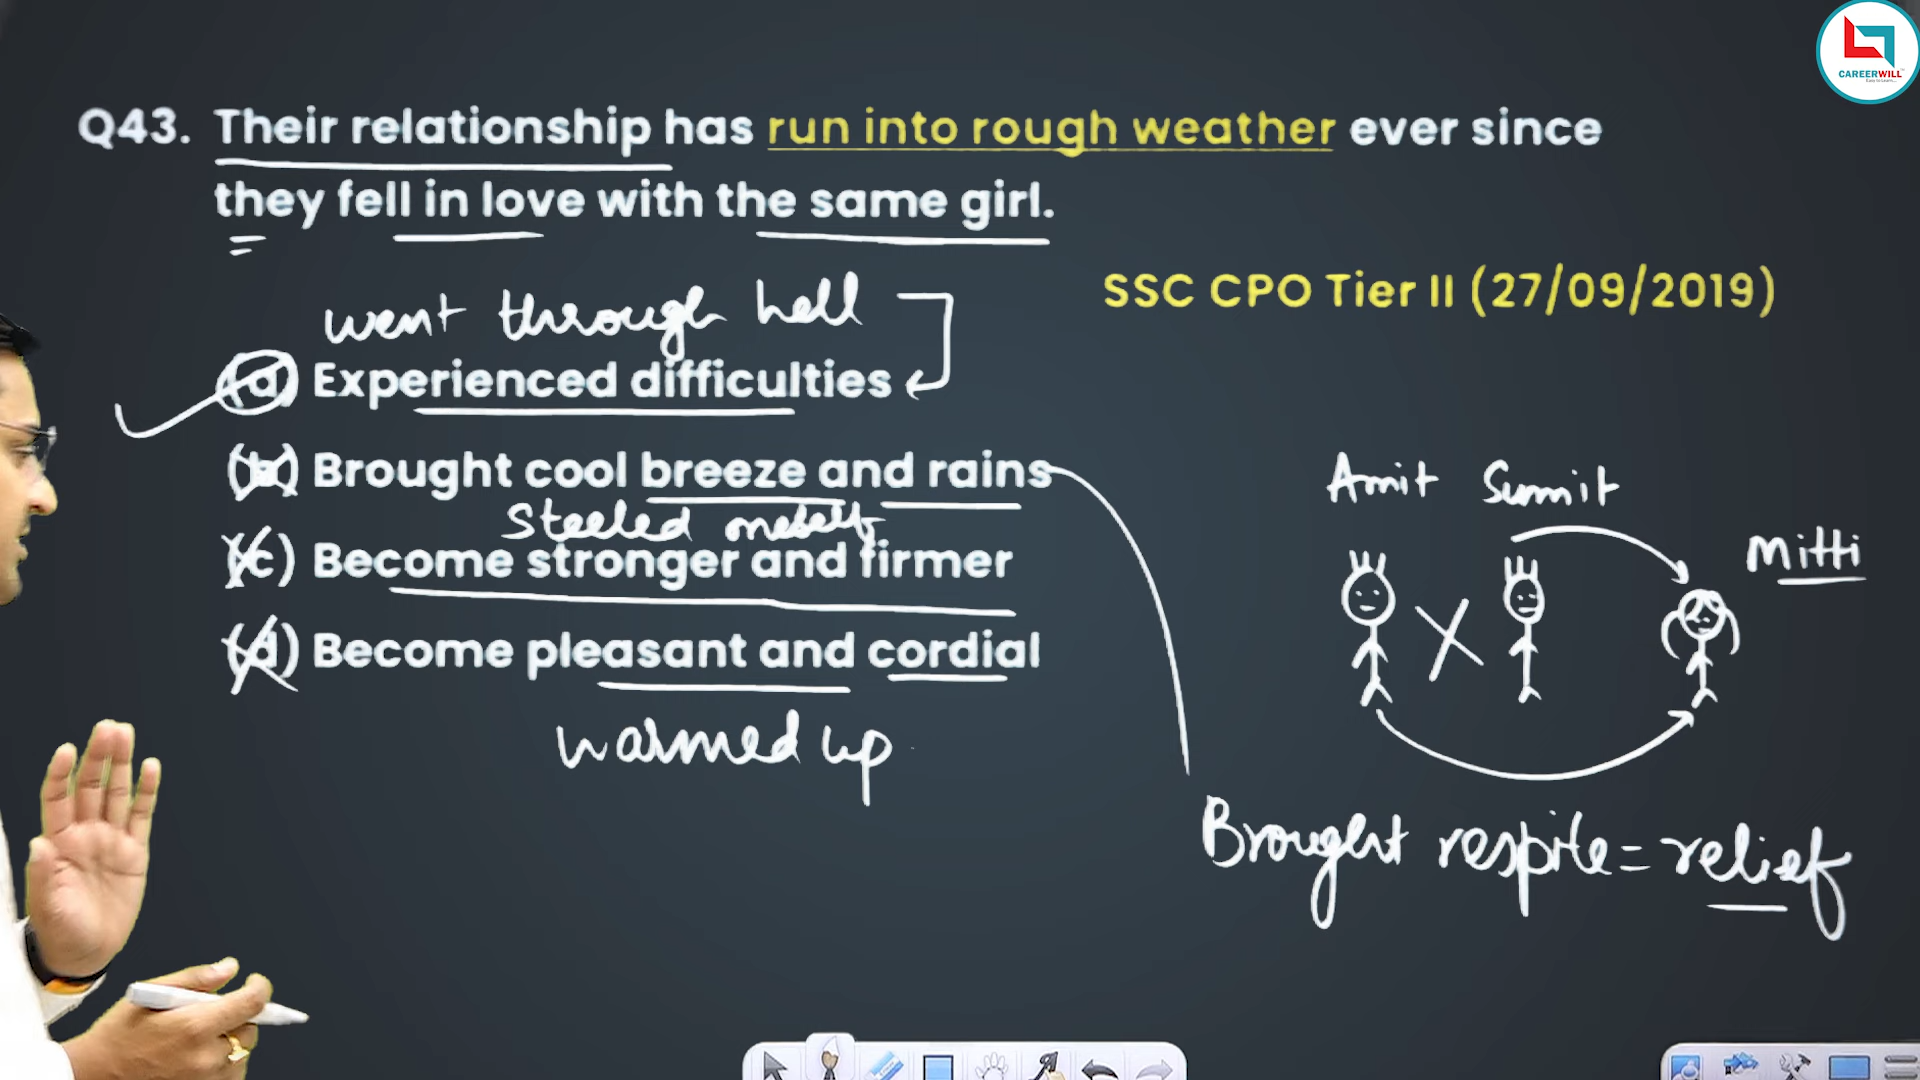 CAREERWILL
Q43. Their relationship has run into rough weather ever since
they fell in love with the same girl.
SSC CPO Tier II (27/09/2019)
went through hell
(a) Experienced difficulties
(b) Brought cool breeze and rains
steeled oneself
(c) Become stronger and firmer
(d) Become pleasant and cordial
warmed up
Amit Summit
Mitti
Brought respite = relief